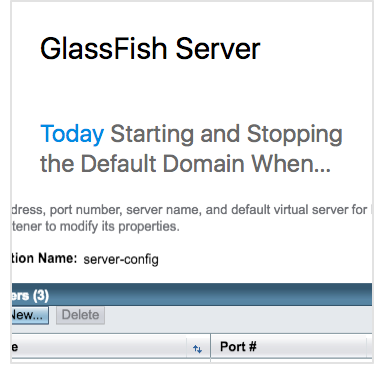 GlassFish Server
Today Starting and Stopping
the Default Domain When...
dress, port number, server name, and default virtual server for
tener to modify its properties.
tion Name: server-config
ers (3)
New... Delete
e Port #